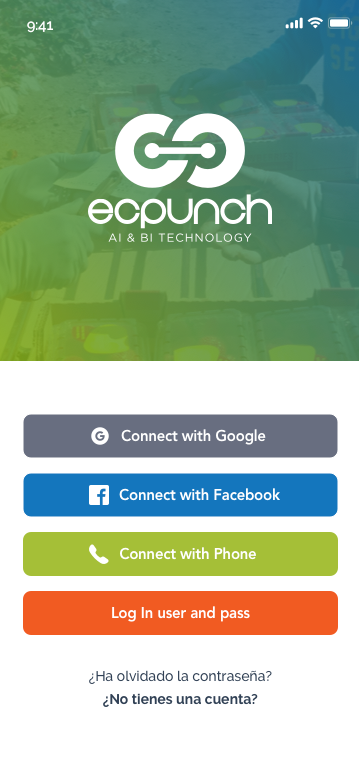 9:41
ecpunch
AI & BI TECHNOLOGY
Connect with Google
Connect with Facebook
Connect with Phone
Log In user and pass
¿Ha olvidado la contraseña?
¿No tienes una cuenta?